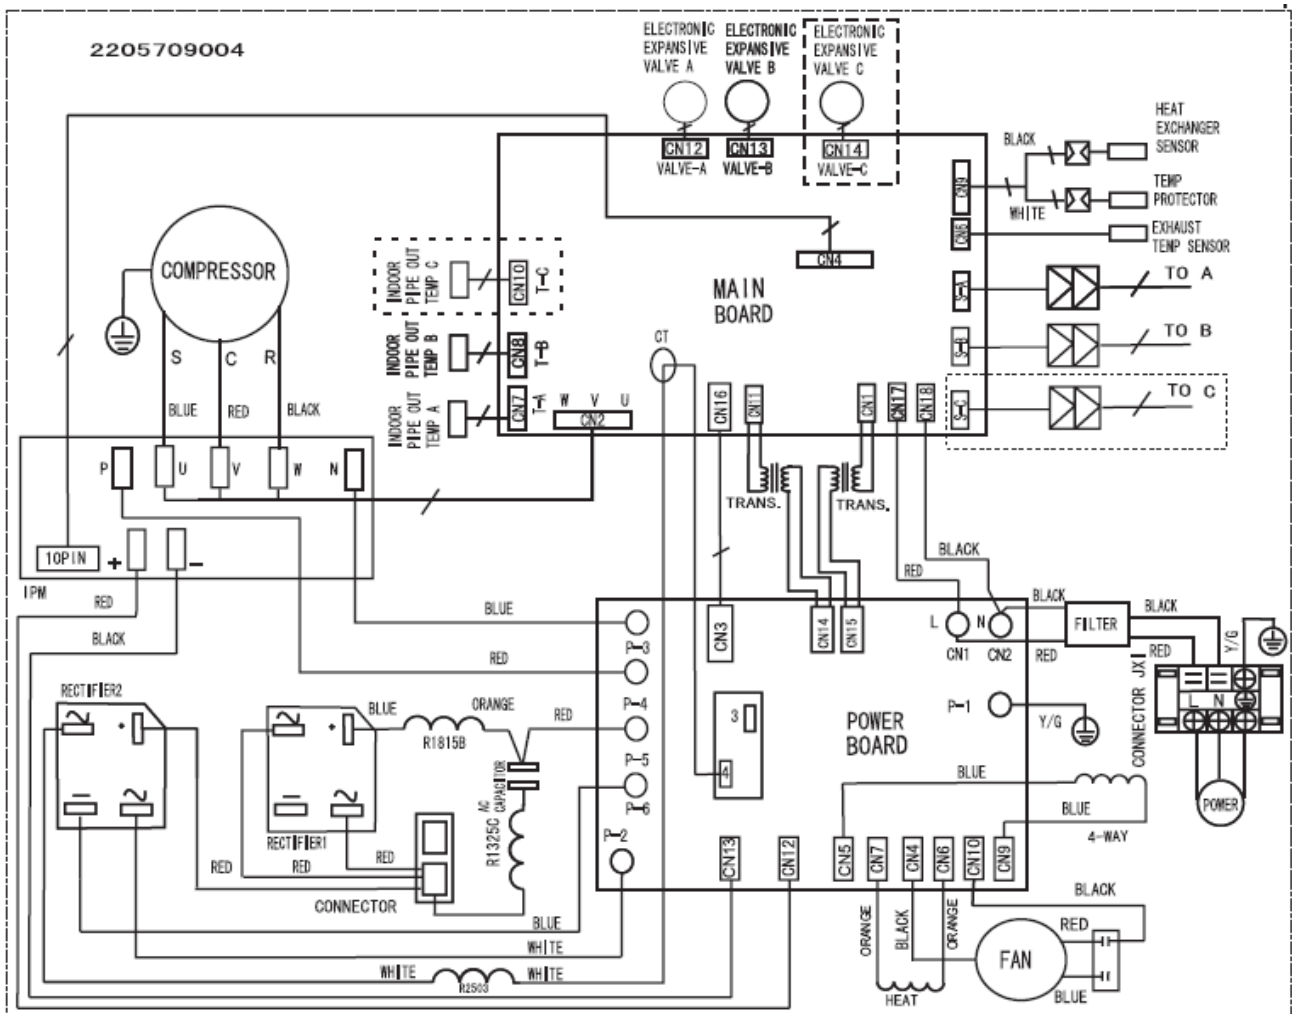 2205709004
ELECTRONIC
EXPANSIVE
VALVE A
ELECTRONIC
EXPANSIVE
VALVE B
ELECTRONIC
EXPANSIVE
VALVE C
CN12
VALVE-A
CN13
VALVE-B
CN14
VALVE-C
BLACK
WHITE
HEAT
EXCHANGER
SENSOR
TEMP
PROTECTOR
EXHAUST
TEMP SENSOR
CN9
CN5
S-A
TO A
S-B
TO B
S-C
TO C
MAIN
BOARD
CN4
COMPRESSOR
S
C
R
BLUE
RED
BLACK
INDOOR
PIPE OUT
TEMP C
CN10
T-C
INDOOR
PIPE OUT
TEMP B
CN8
T-B
INDOOR
PIPE OUT
TEMP A
CN7
T-A
W V U
CN2
CT
CN16
CN11
CN1
CN17
CN18
TRANS.
TRANS.
P
U
V
W
N
10PIN
+
-
IPM
RED
BLACK
RED
BLACK
BLUE
RED
P-3
P-4
P-5
P-6
P-2
CN3
CN14
CN15
L
N
CN1
CN2
BLACK
RED
FILTER
BLACK
RED
Y/G
CONNECTOR JX1
L N
POWER
P-1
Y/G
POWER
BOARD
3
4
RECTIFIER2
~
+
-
~
RECTIFIER1
~
+
-
~
BLUE
R1815B
ORANGE
RED
AC
CAPACITOR
R1325C
RED
RED
RED
CONNECTOR
BLUE
WHITE
WHITE
R2503
WHITE
CN13
CN12
CN5
CN7
CN4
CN6
CN10
CN9
BLUE
BLUE
4-WAY
ORANGE
BLACK
ORANGE
HEAT
FAN
BLACK
RED
BLUE